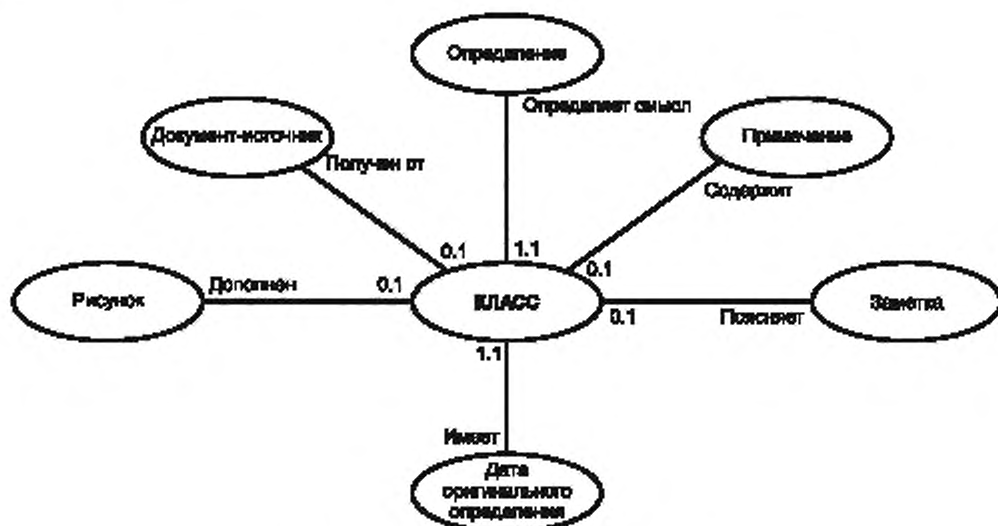 Определение
Определяет смысл
Документ-источник
Примечание
Получен от
Содержит
0.1
1.1
0.1
Рисунок
Дополнен
0.1
КЛАСС
0.1
Поясняет
Заметка
1.1
Имеет
Дата
оригинального
определения